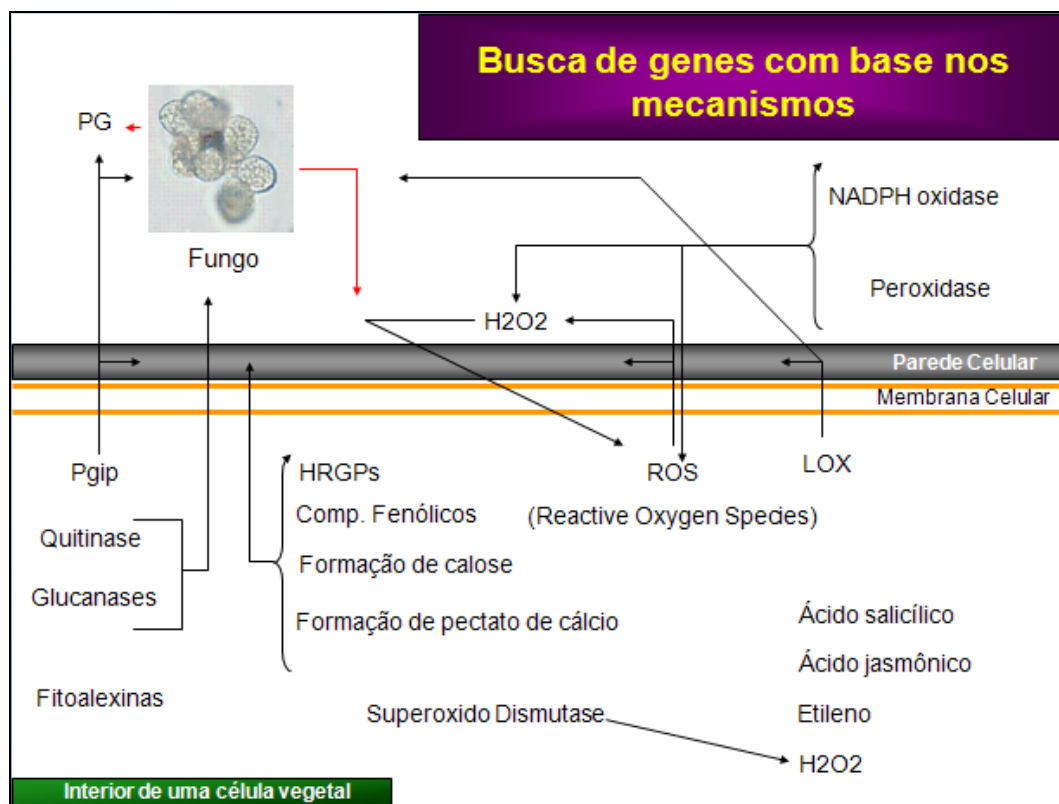 Busca de genes com base nos
mecanismos
PG
Fungo
NADPH oxidase
Peroxidase
H2O2
Parede Celular
Membrana Celular
Pgip
HRGPs
ROS
LOX
Comp. Fenólicos
(Reactive Oxygen Species)
Quitinase
Formação de calose
Glucanases
Formação de pectato de cálcio
Ácido salicílico
Ácido jasmônico
Fitoalexinas
Superoxido Dismutase
Etileno
H2O2
Interior de uma célula vegetal